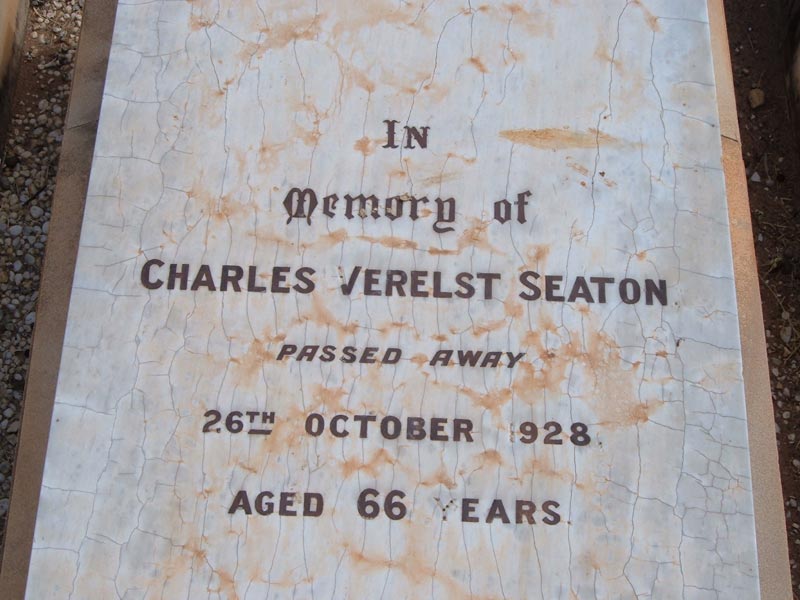 IN
Memory of
CHARLES VERELST SEATON
PASSED AWAY
26TH OCTOBER 1928.
AGED 66 YEARS.